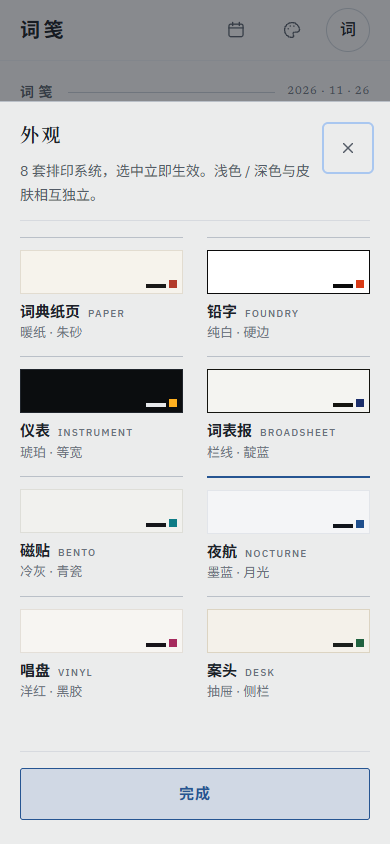 词笺
词
词笺
2026 · 11 · 26
外观
8 套排印系统，选中立即生效。浅色 / 深色与皮
肤相互独立。
词典纸页 PAPER
暖纸 · 朱砂
铅字 FOUNDRY
纯白 · 硬边
仪表 INSTRUMENT
琥珀 · 等宽
词表报 BROADSHEET
栏线 · 靛蓝
磁贴 BENTO
冷灰 · 青瓷
夜航 NOCTURNE
墨蓝 · 月光
唱盘 VINYL
洋红 · 黑胶
案头 DESK
抽屉 · 侧栏
完成